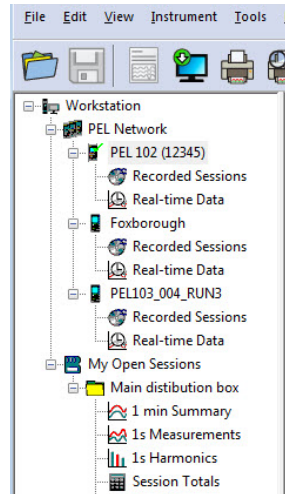 File Edit View Instrument Tools
Workstation
PEL Network
PEL 102 (12345)
Recorded Sessions
Real-time Data
Foxborough
Recorded Sessions
Real-time Data
PEL103_004_RUN3
Recorded Sessions
Real-time Data
My Open Sessions
Main distibution box
1 min Summary
1s Measurements
1s Harmonics
Session Totals